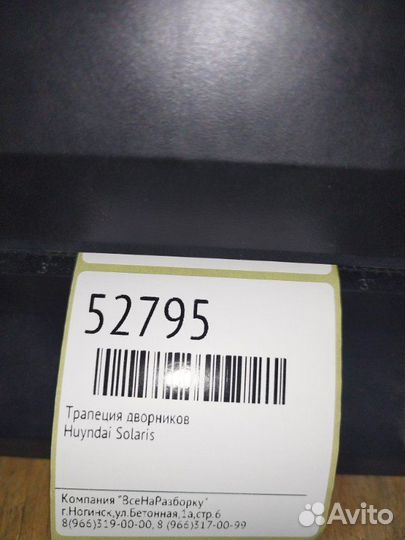 52795
Трапеция дворников
Huyndai Solaris
Компания "ВсеНаРазборку"
г.Ногинск,ул.Бетонная,1а,стр.6
8(966)319-00-00, 8 (966)317-00-99
Avito